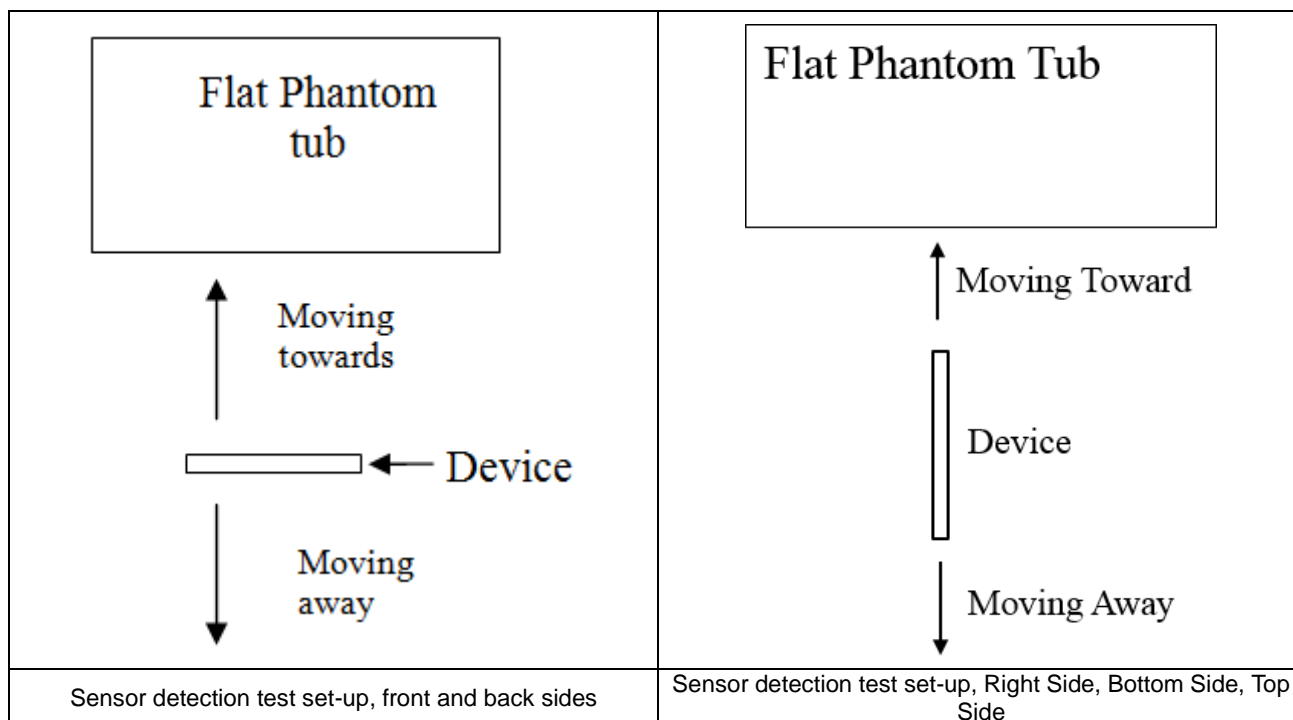 Flat Phantom
tub
Moving
towards
Device
Moving
away
Sensor detection test set-up, front and back sides
Flat Phantom Tub
Moving Toward
Device
Moving Away
Sensor detection test set-up, Right Side, Bottom Side, Top
Side